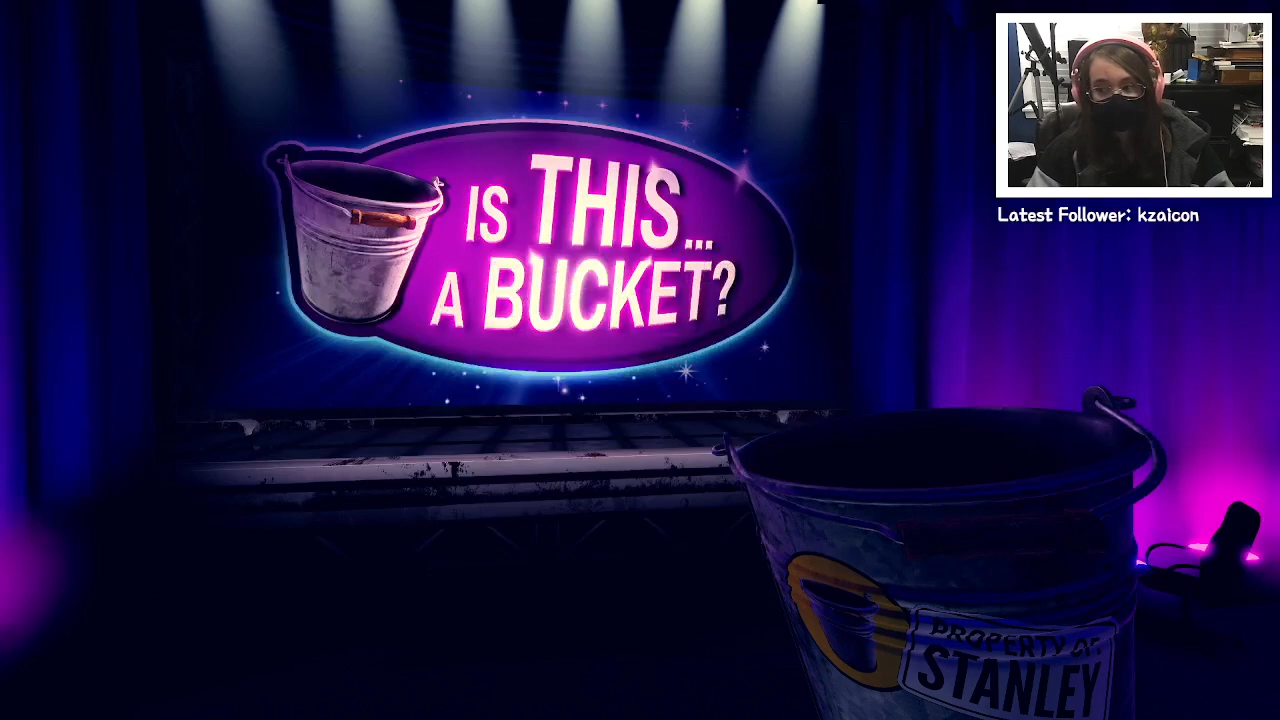 IS THIS...
A BUCKET?
Latest Follower: kzaicon
PROPERTY OF
STANLEY